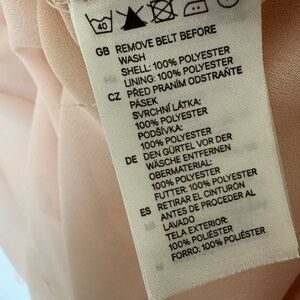 40
GB REMOVE BELT BEFORE
WASH
SHELL: 100% POLYESTER
LINING: 100% POLYESTER
CZ PŘED PRANÍM ODSTRAŇTE
PÁSEK
SVRCHNÍ LÁTKA:
100% POLYESTER
PODŠÍVKA:
100% POLYESTER
DE DEN GÜRTEL VOR DER
WÄSCHE ENTFERNEN
OBERMATERIAL:
100% POLYESTER
FUTTER: 100% POLYESTER
ES RETIRAR EL CINTURÓN
ANTES DE PROCEDER AL
LAVADO
TELA EXTERIOR:
100% POLIÉSTER
FORRO: 100% POLIÉSTER